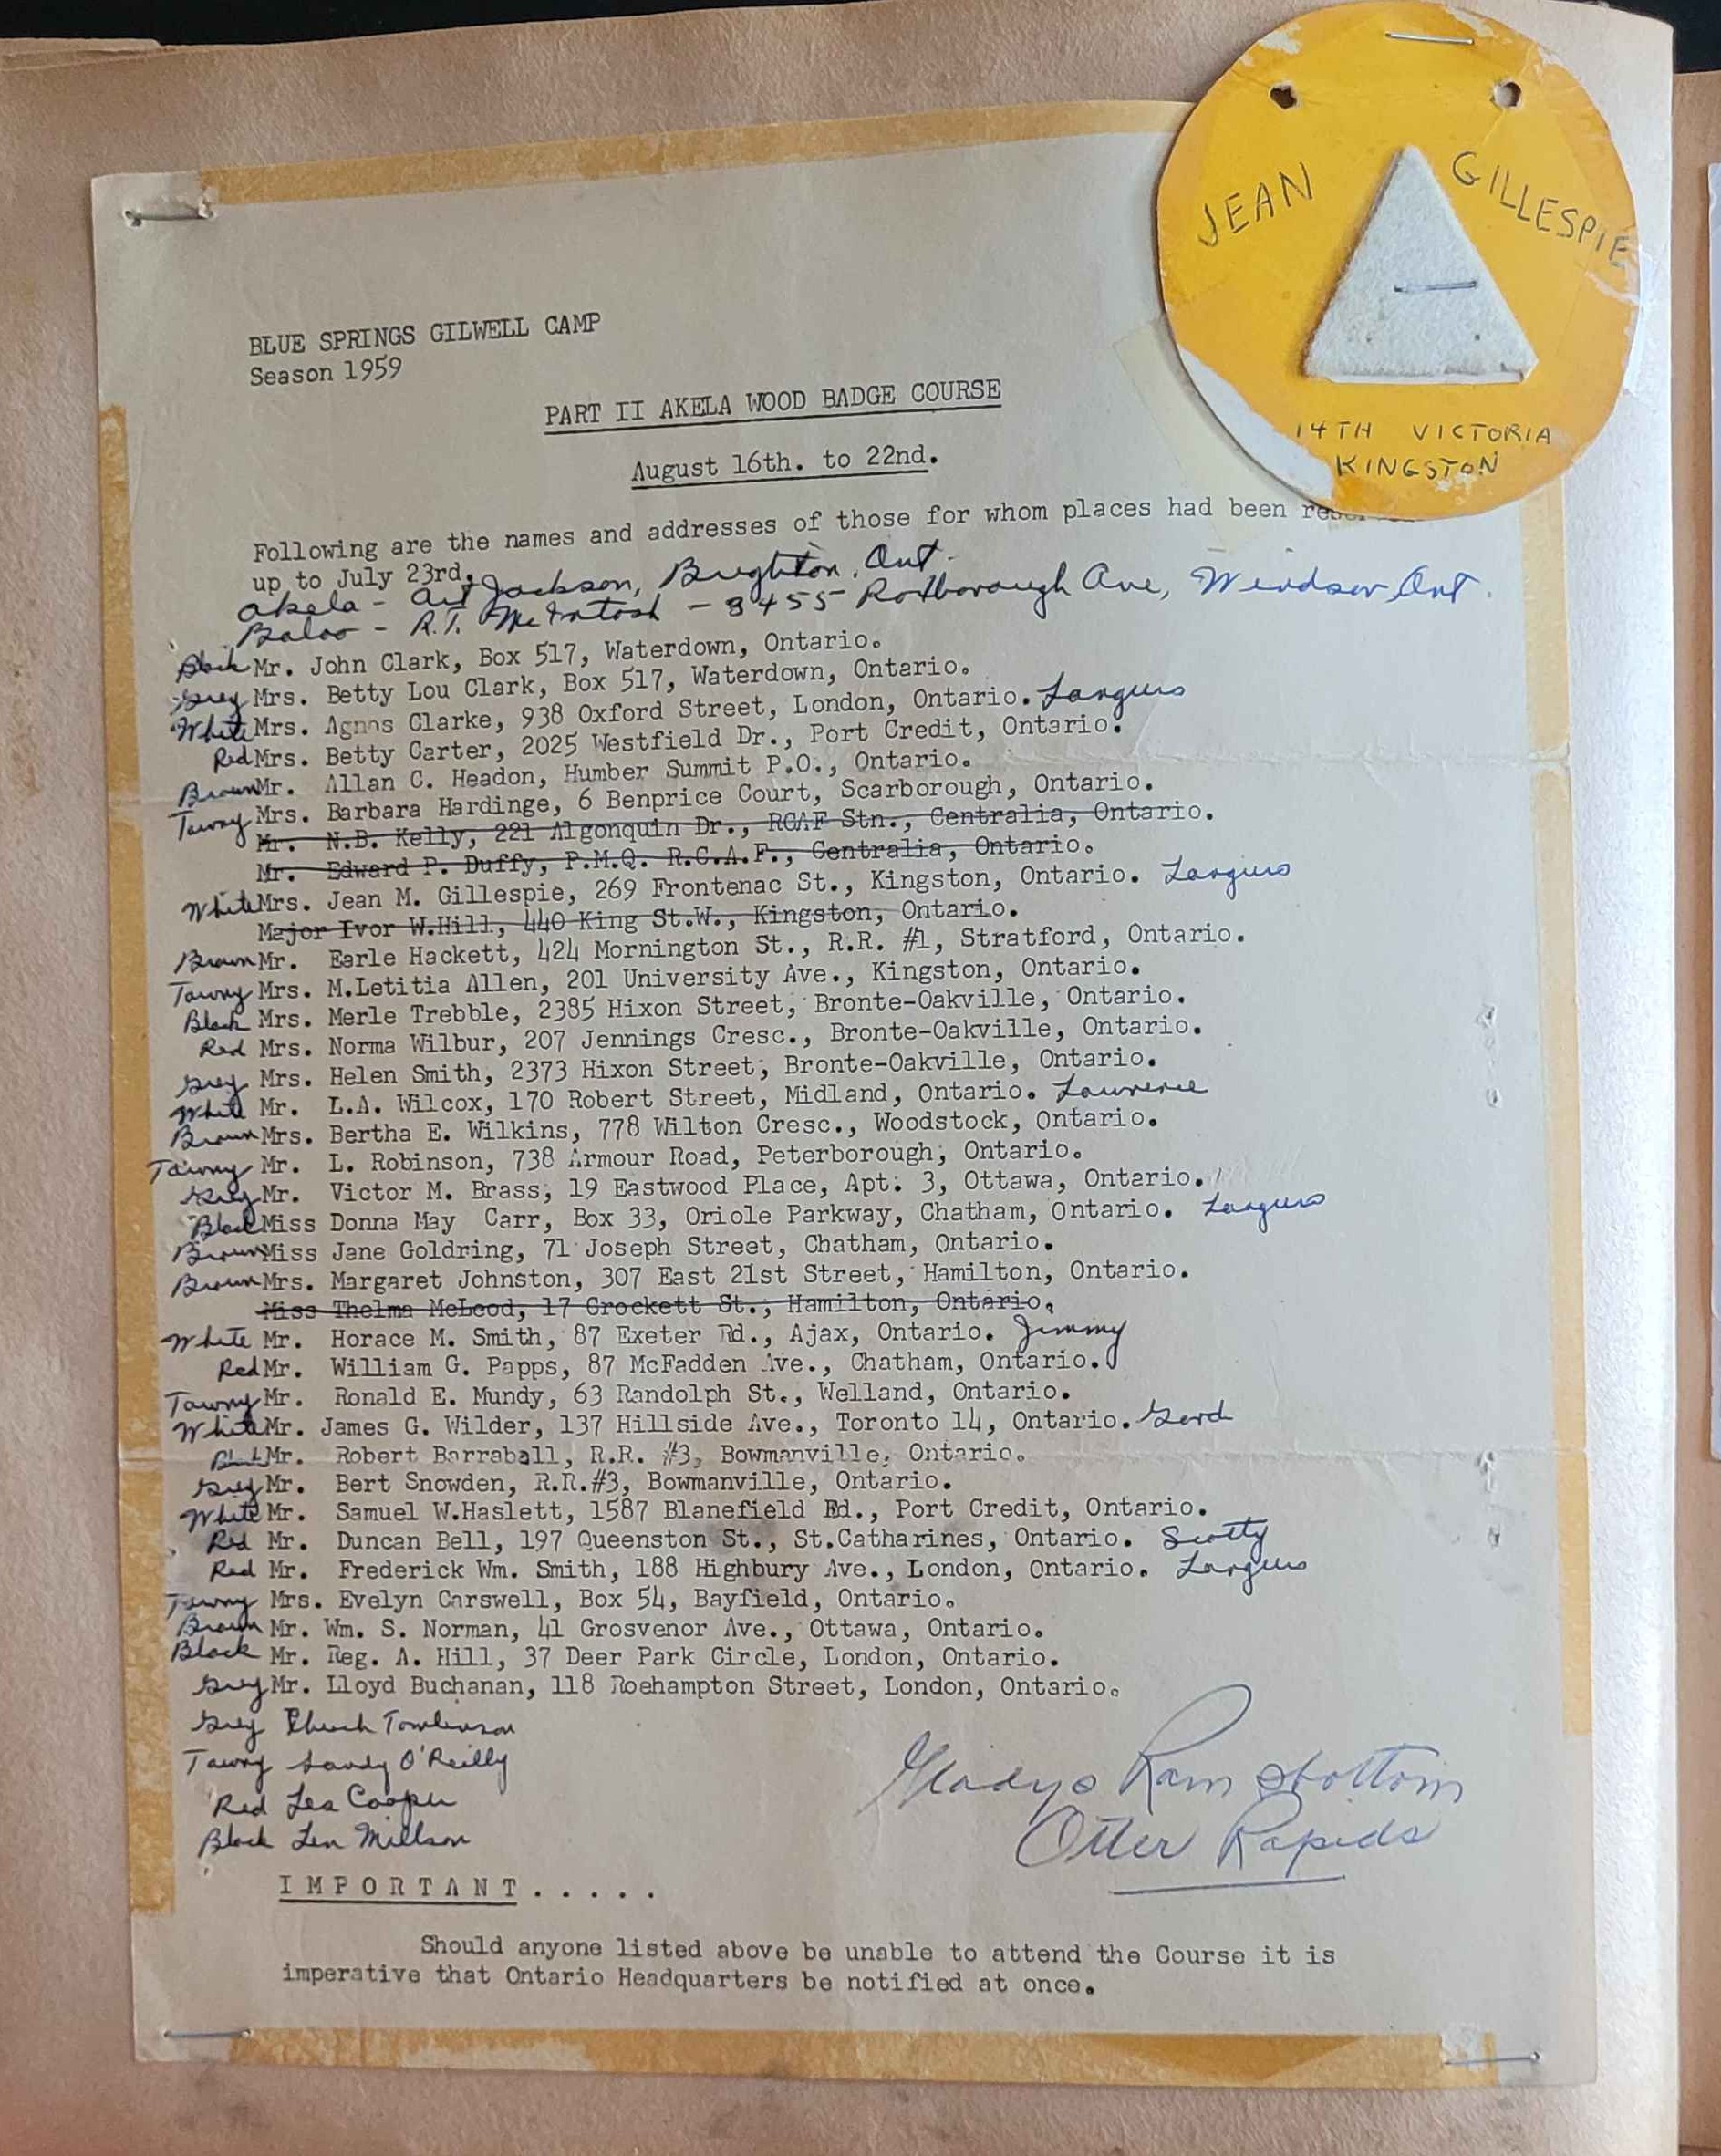 JEAN GILLESPIE
14TH VICTORIA
KINGSTON
BLUE SPRINGS GILWELL CAMP
Season 1959
PART II AKELA WOOD BADGE COURSE
August 16th. to 22nd.
Following are the names and addresses of those for whom places had been
up to July 23rd.
Akela - Art Jackson, Brighton, Ont.
Baloo - R.T. McIntosh - 3455 Roxborough Ave, Windsor, Ont.
Black Mr. John Clark, Box 517, Waterdown, Ontario.
Grey Mrs. Betty Lou Clark, Box 517, Waterdown, Ontario.
White Mrs. Agnes Clarke, 938 Oxford Street, London, Ontario.
Red Mrs. Betty Carter, 2025 Westfield Dr., Port Credit, Ontario.
Brown Mr. Allan C. Headon, Humber Summit P.O., Ontario.
Tawny Mrs. Barbara Hardinge, 6 Benprice Court, Scarborough, Ontario.
Mr. N.B. Kelly, 221 Algonquin Dr., RCAF Stn., Centralia, Ontario.
Mr. Edward P. Duffy, P.M.Q. R.C.A.F., Centralia, Ontario.
White Mrs. Jean M. Gillespie, 269 Frontenac St., Kingston, Ontario.
Major Ivor W.Hill, 440 King St.W., Kingston, Ontario.
Brown Mr. Earle Hackett, 424 Mornington St., R.R. #1, Stratford, Ontario.
Tawny Mrs. M.Letitia Allen, 201 University Ave., Kingston, Ontario.
Black Mrs. Merle Trebble, 2385 Hixon Street, Bronte-Oakville, Ontario.
Red Mrs. Norma Wilbur, 207 Jennings Cresc., Bronte-Oakville, Ontario.
Grey Mrs. Helen Smith, 2373 Hixon Street, Bronte-Oakville, Ontario.
White Mr. L.A. Wilcox, 170 Robert Street, Midland, Ontario. Lawrence
Brown Mrs. Bertha E. Wilkins, 778 Wilton Cresc., Woodstock, Ontario.
Tawny Mr. L. Robinson, 738 Armour Road, Peterborough, Ontario.
Grey Mr. Victor M. Brass, 19 Eastwood Place, Apt. 3, Ottawa, Ontario.
Black Miss Donna May Carr, Box 33, Oriole Parkway, Chatham, Ontario.
Brown Miss Jane Goldring, 71 Joseph Street, Chatham, Ontario.
Brown Mrs. Margaret Johnston, 307 East 21st Street, Hamilton, Ontario.
Miss Thelma McLeod, 17 Crockett St., Hamilton, Ontario.
White Mr. Horace M. Smith, 87 Exeter Rd., Ajax, Ontario. Jimmy
Red Mr. William G. Papps, 87 McFadden Ave., Chatham, Ontario.
Tawny Mr. Ronald E. Mundy, 63 Randolph St., Welland, Ontario.
White Mr. James G. Wilder, 137 Hillside Ave., Toronto 14, Ontario. Gord
Black Mr. Robert Barraball, R.R. #3, Bowmanville, Ontario.
Grey Mr. Bert Snowden, R.R.#3, Bowmanville, Ontario.
White Mr. Samuel W.Haslett, 1587 Blanefield Ed., Port Credit, Ontario.
Red Mr. Duncan Bell, 197 Queenston St., St.Catharines, Ontario. Scotty
Red Mr. Frederick Wm. Smith, 188 Highbury Ave., London, Ontario.
Tawny Mrs. Evelyn Carswell, Box 54, Bayfield, Ontario.
Brown Mr. Wm. S. Norman, 41 Grosvenor Ave., Ottawa, Ontario.
Black Mr. Reg. A. Hill, 37 Deer Park Circle, London, Ontario.
Grey Mr. Lloyd Buchanan, 118 Roehampton Street, London, Ontario.
Grey Chuck Tomlinson
Tawny Sandy O'Reilly
Red Les Cooper
Black Len Millson
Gladys Ramsbottom
Otter Rapids
IMPORTANT.....
Should anyone listed above be unable to attend the Course it is
imperative that Ontario Headquarters be notified at once.